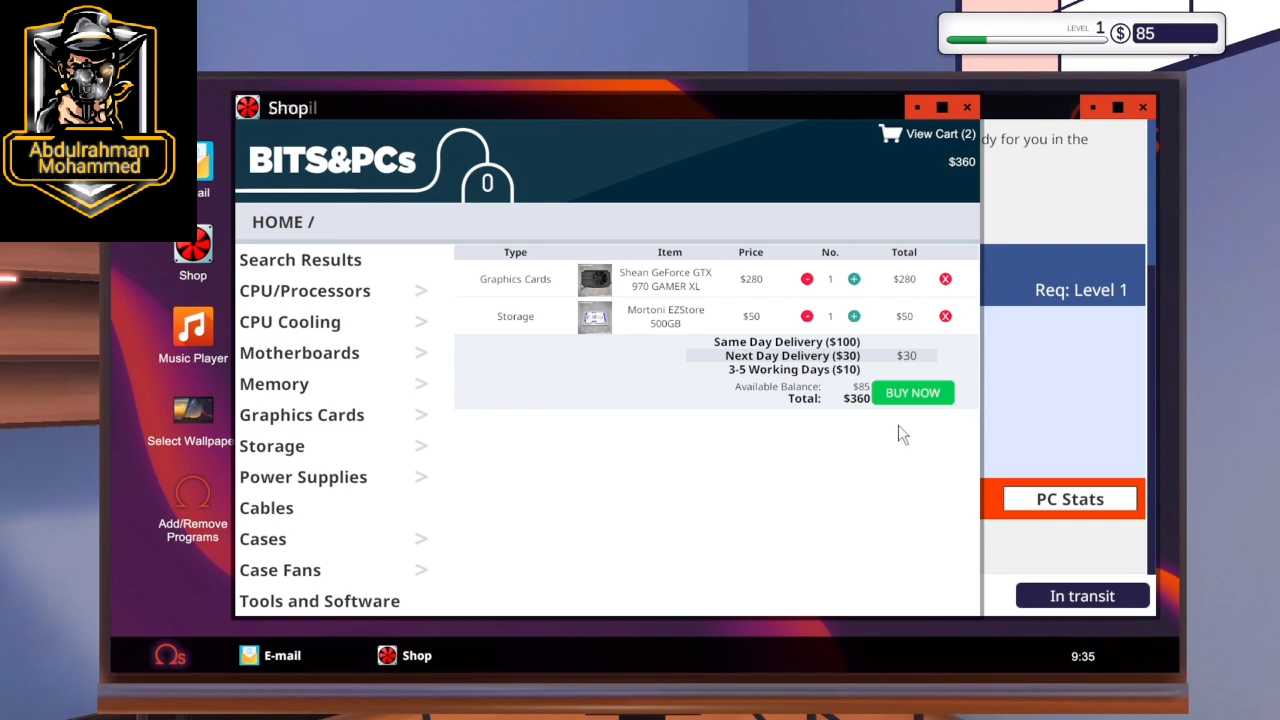 LEVEL 1 $ 85
Abdulrahman
Mohammed
Shopil
View Cart (2)
$360
BITS&PCs
dy for you in the
HOME /
Type Item Price No. Total
Graphics Cards Shean GeForce GTX 970 GAMER XL $280 - 1 + $280 X
Storage Mortoni EZStore 500GB $50 - 1 + $50 X
Same Day Delivery ($100)
Next Day Delivery ($30) $30
3-5 Working Days ($10)
Available Balance: $85
Total: $360
BUY NOW
Search Results
CPU/Processors >
CPU Cooling >
Motherboards >
Memory >
Graphics Cards >
Storage >
Power Supplies >
Cables
Cases >
Case Fans >
Tools and Software
Req: Level 1
PC Stats
In transit
ail
Shop
Music Player
Select Wallpape
Add/Remove
Programs
Ωs
E-mail
Shop
9:35